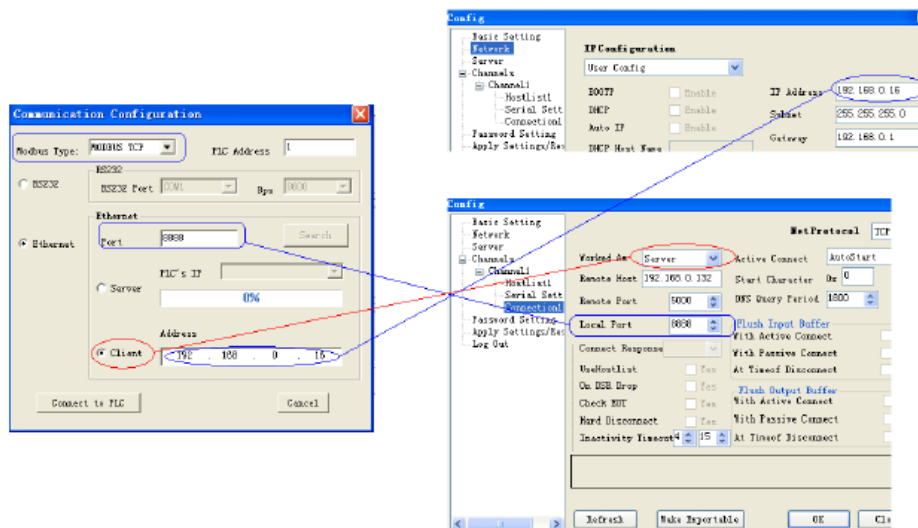 Communication Configuration
Modbus Type: MODBUS TCP PLC Address 1
RS232
RS232
RS232 Port COM1 Bps 9600
Ethernet
Ethernet
Port 8888 Search
Server
PLC's IP
0%
Address
Client 192 . 168 . 0 . 16
Connect to PLC Cancel
Config
Basic Setting
Network
Server
Channels
Channel1
HostList1
Serial Sett
Connection1
Password Setting
Apply Settings/Res
IPConfiguration
User Config
BOOTP Enable IP Address 192.168.0.16
DHCP Enable Subnet 255.255.255.0
Auto IP Enable Gateway 192.168.0.1
DHCP Host Name
Config
Basic Setting
Network
Server
Channels
Channel1
Hostlist1
Serial Sett
Connection1
Password Setting
Apply Settings/Res
Log Out
NetProtocol TCP
Worked As Server Active Connect AutoStart
Remote Host 192.168.0.132 Start Character 0x 0
Remote Port 5000 DNS Query Period 1800
Local Port 8888 Flush Input Buffer
With Active Connect
Connect Response With Passive Connect
UseHostlist At Timeof Disconnect
On DSR Drop Yes Flush Output Buffer
Check EOT With Active Connect
Hard Disconnect Yes With Passive Connect
Inactivity Timeout 4 15 At Timeof Disconnect
Refresh Make Exportable OK